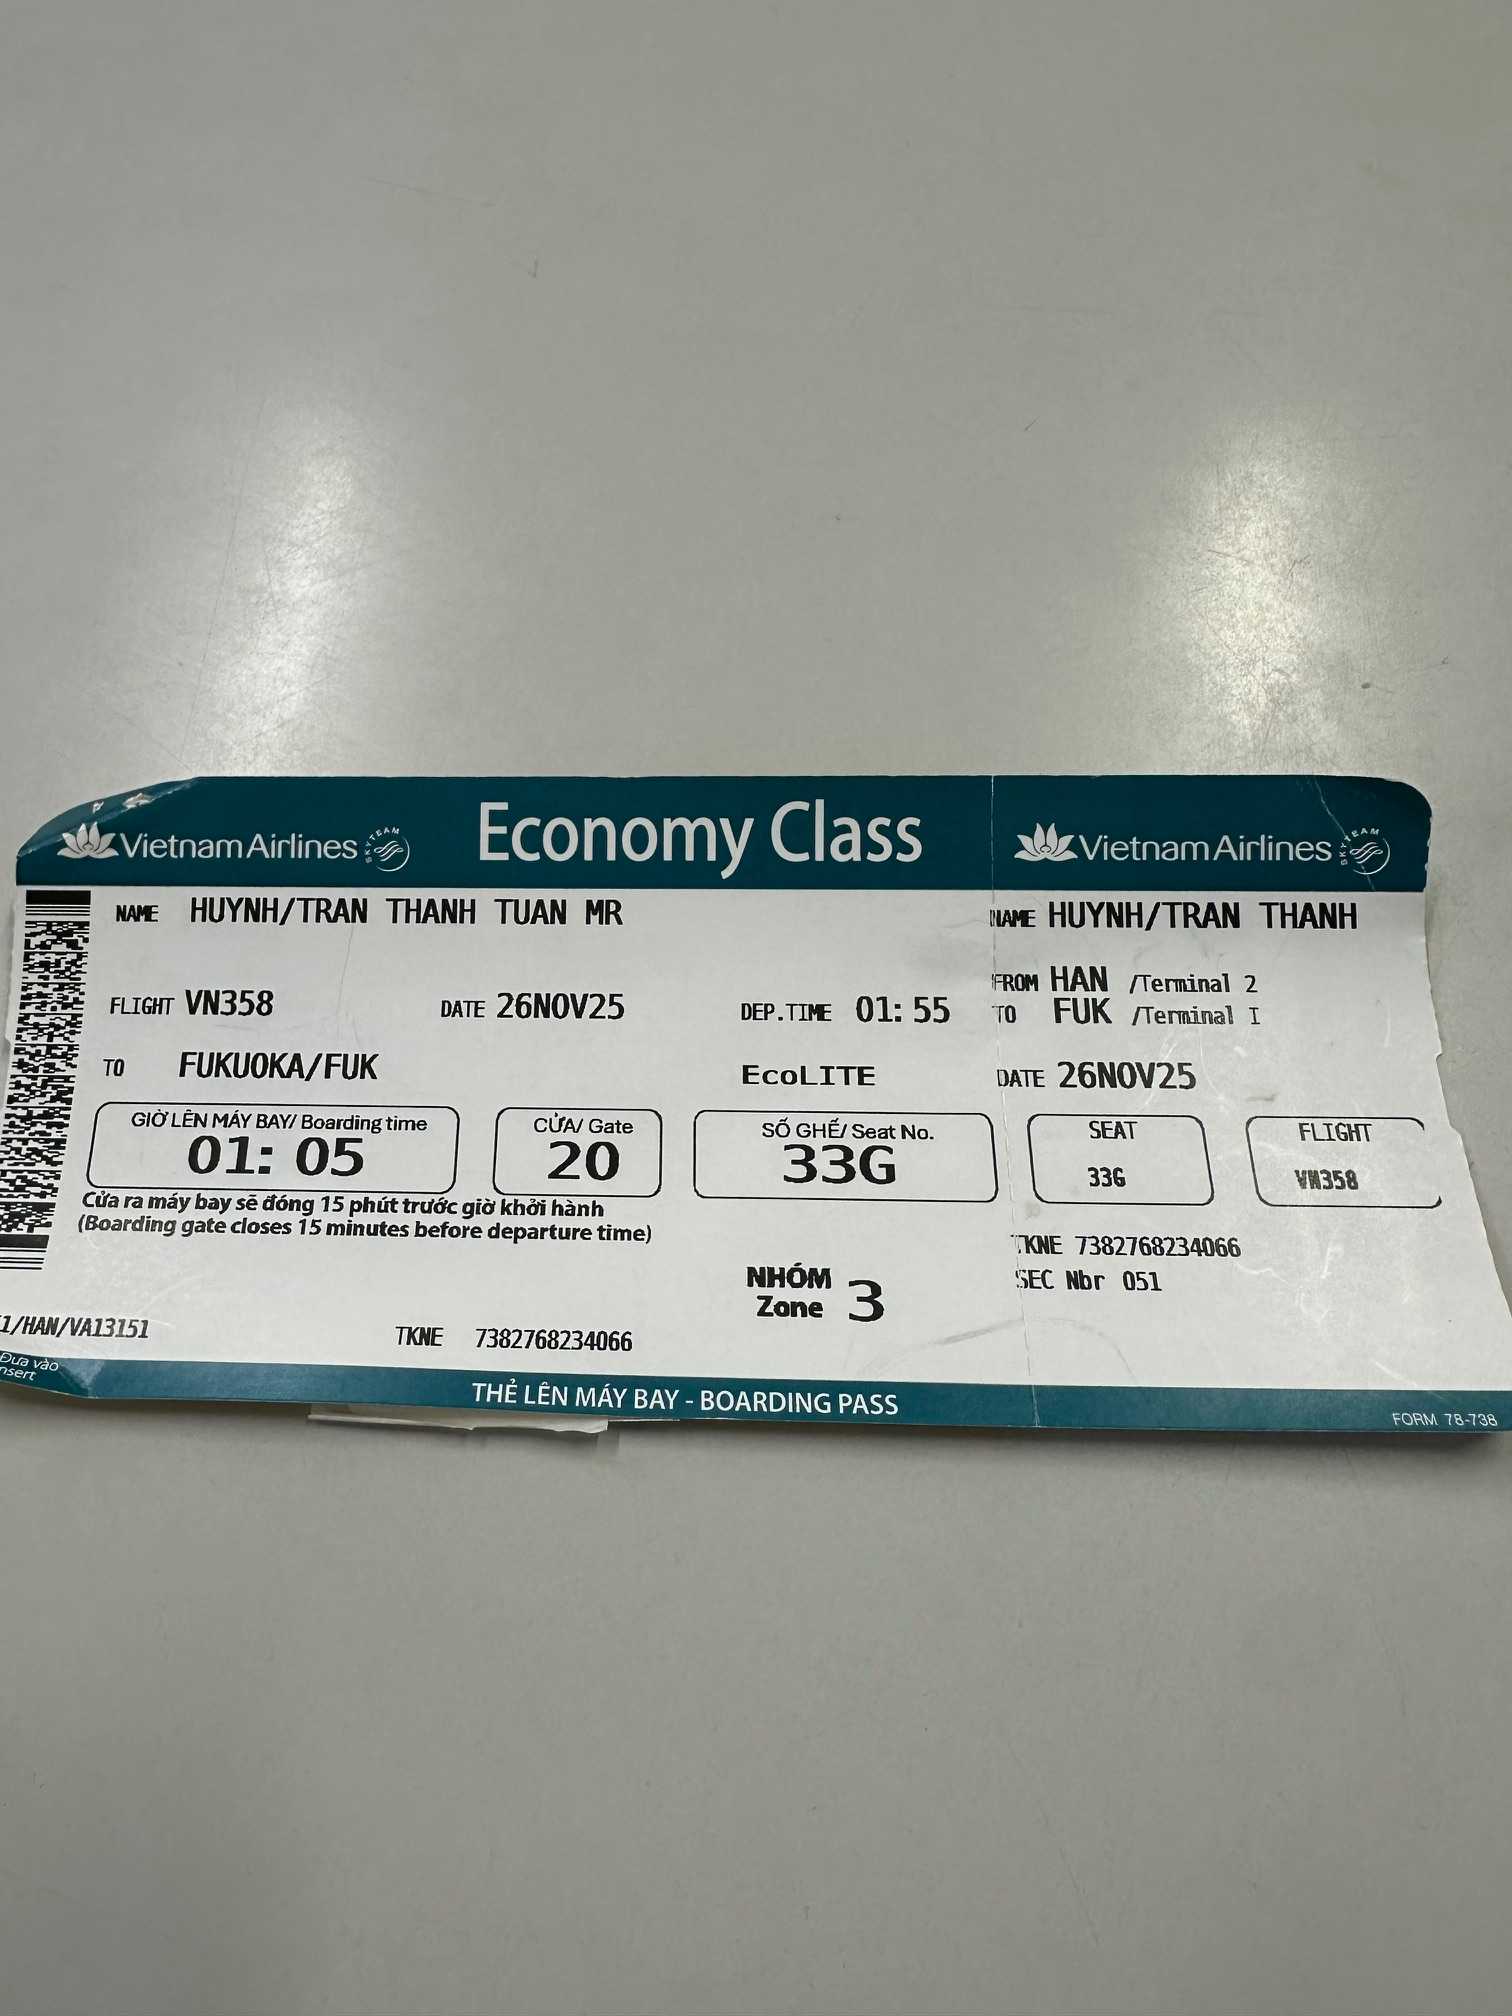 Vietnam Airlines SKYTEAM
Economy Class
Vietnam Airlines SKYTEAM
NAME HUYNH/TRAN THANH TUAN MR
FLIGHT VN358 DATE 26NOV25 DEP.TIME 01: 55
TO FUKUOKA/FUK EcoLITE
GIỜ LÊN MÁY BAY/ Boarding time
01: 05
CỬA/ Gate
20
SỐ GHẾ/ Seat No.
33G
Cửa ra máy bay sẽ đóng 15 phút trước giờ khởi hành
(Boarding gate closes 15 minutes before departure time)
NHÓM
Zone 3
1/HAN/VA13151
TKNE 7382768234066
Đưa vào
nsert
THẺ LÊN MÁY BAY - BOARDING PASS
NAME HUYNH/TRAN THANH
FROM HAN /Terminal 2
TO FUK /Terminal I
DATE 26NOV25
SEAT
33G
FLIGHT
VN358
TKNE 7382768234066
SEC Nbr 051
FORM 78-738